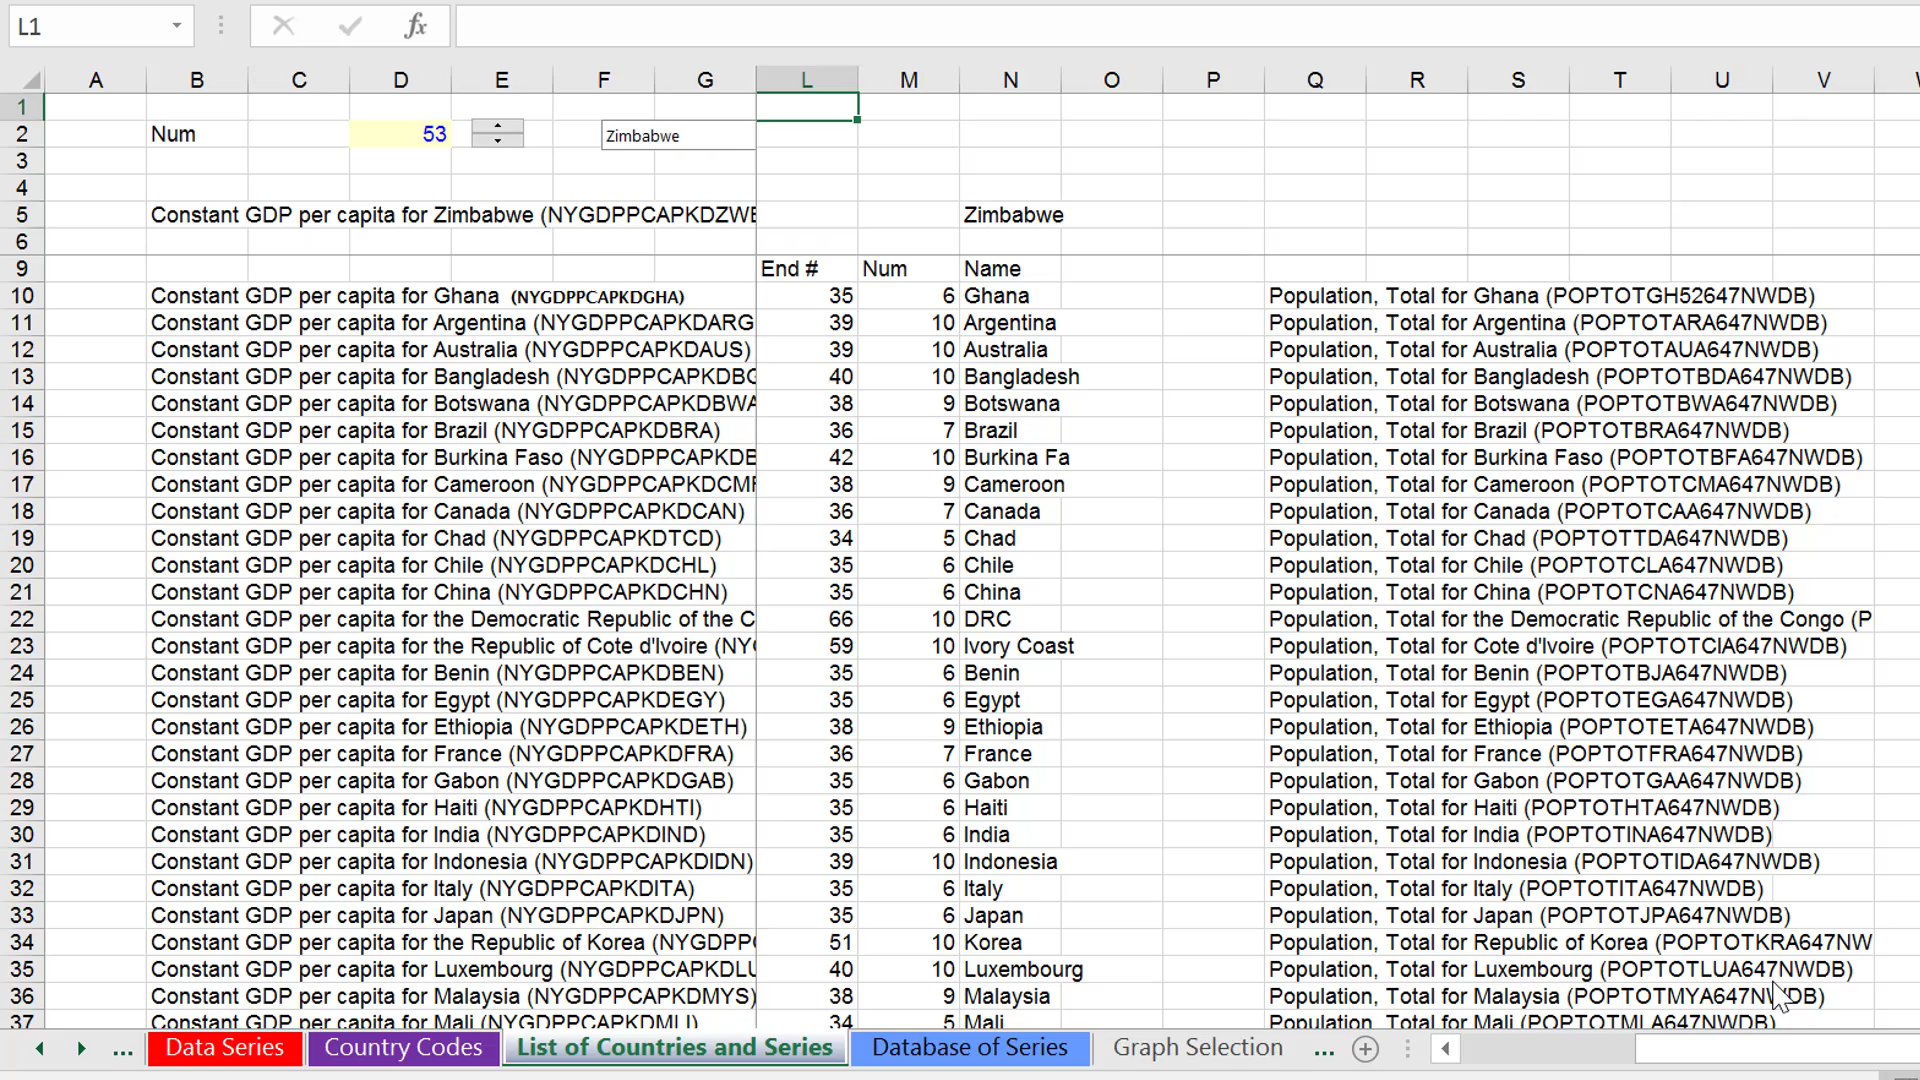 L1 fx
A B C D E F G L M N O P Q R S T U V
1
2 Num 53 Zimbabwe
3
4
5 Constant GDP per capita for Zimbabwe (NYGDPPCAPKDZWE Zimbabwe
6
9 End # Num Name
10 Constant GDP per capita for Ghana (NYGDPPCAPKDGHA) 35 6 Ghana Population, Total for Ghana (POPTOTGH52647NWDB)
11 Constant GDP per capita for Argentina (NYGDPPCAPKDARG 39 10 Argentina Population, Total for Argentina (POPTOTARA647NWDB)
12 Constant GDP per capita for Australia (NYGDPPCAPKDAUS) 39 10 Australia Population, Total for Australia (POPTOTAUA647NWDB)
13 Constant GDP per capita for Bangladesh (NYGDPPCAPKDBG 40 10 Bangladesh Population, Total for Bangladesh (POPTOTBDA647NWDB)
14 Constant GDP per capita for Botswana (NYGDPPCAPKDBWA 38 9 Botswana Population, Total for Botswana (POPTOTBWA647NWDB)
15 Constant GDP per capita for Brazil (NYGDPPCAPKDBRA) 36 7 Brazil Population, Total for Brazil (POPTOTBRA647NWDB)
16 Constant GDP per capita for Burkina Faso (NYGDPPCAPKDB 42 10 Burkina Fa Population, Total for Burkina Faso (POPTOTBFA647NWDB)
17 Constant GDP per capita for Cameroon (NYGDPPCAPKDCMR 38 9 Cameroon Population, Total for Cameroon (POPTOTCMA647NWDB)
18 Constant GDP per capita for Canada (NYGDPPCAPKDCAN) 36 7 Canada Population, Total for Canada (POPTOTCAA647NWDB)
19 Constant GDP per capita for Chad (NYGDPPCAPKDTCD) 34 5 Chad Population, Total for Chad (POPTOTTDA647NWDB)
20 Constant GDP per capita for Chile (NYGDPPCAPKDCHL) 35 6 Chile Population, Total for Chile (POPTOTCLA647NWDB)
21 Constant GDP per capita for China (NYGDPPCAPKDCHN) 35 6 China Population, Total for China (POPTOTCNA647NWDB)
22 Constant GDP per capita for the Democratic Republic of the C 66 10 DRC Population, Total for the Democratic Republic of the Congo (P
23 Constant GDP per capita for the Republic of Cote d'Ivoire (NYG 59 10 Ivory Coast Population, Total for Cote d'Ivoire (POPTOTCIA647NWDB)
24 Constant GDP per capita for Benin (NYGDPPCAPKDBEN) 35 6 Benin Population, Total for Benin (POPTOTBJA647NWDB)
25 Constant GDP per capita for Egypt (NYGDPPCAPKDEGY) 35 6 Egypt Population, Total for Egypt (POPTOTEGA647NWDB)
26 Constant GDP per capita for Ethiopia (NYGDPPCAPKDETH) 38 9 Ethiopia Population, Total for Ethiopia (POPTOTETA647NWDB)
27 Constant GDP per capita for France (NYGDPPCAPKDFRA) 36 7 France Population, Total for France (POPTOTFRA647NWDB)
28 Constant GDP per capita for Gabon (NYGDPPCAPKDGAB) 35 6 Gabon Population, Total for Gabon (POPTOTGAA647NWDB)
29 Constant GDP per capita for Haiti (NYGDPPCAPKDHTI) 35 6 Haiti Population, Total for Haiti (POPTOTHTA647NWDB)
30 Constant GDP per capita for India (NYGDPPCAPKDIND) 35 6 India Population, Total for India (POPTOTINA647NWDB)
31 Constant GDP per capita for Indonesia (NYGDPPCAPKDIDN) 39 10 Indonesia Population, Total for Indonesia (POPTOTIDA647NWDB)
32 Constant GDP per capita for Italy (NYGDPPCAPKDITA) 35 6 Italy Population, Total for Italy (POPTOTITA647NWDB)
33 Constant GDP per capita for Japan (NYGDPPCAPKDJPN) 35 6 Japan Population, Total for Japan (POPTOTJPA647NWDB)
34 Constant GDP per capita for the Republic of Korea (NYGDPP 51 10 Korea Population, Total for Republic of Korea (POPTOTKRA647NW
35 Constant GDP per capita for Luxembourg (NYGDPPCAPKDLU 40 10 Luxembourg Population, Total for Luxembourg (POPTOTLUA647NWDB)
36 Constant GDP per capita for Malaysia (NYGDPPCAPKDMYS) 38 9 Malaysia Population, Total for Malaysia (POPTOTMYA647NWDB)
37 Constant GDP per capita for Mali (NYGDPPCAPKDMLI) 34 5 Mali Population, Total for Mali (POPTOTMLA647NWDB)
... Data Series Country Codes List of Countries and Series Database of Series Graph Selection ...